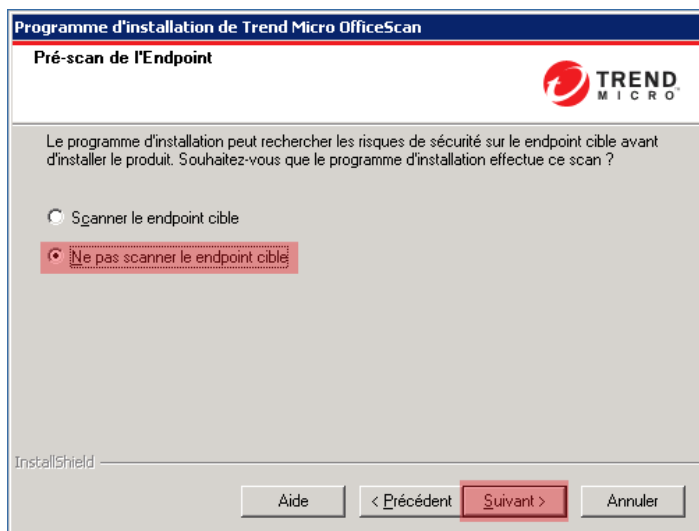 Programme d'installation de Trend Micro OfficeScan
Pré-scan de l'Endpoint
TREND
MICRO
Le programme d'installation peut rechercher les risques de sécurité sur le endpoint cible avant
d'installer le produit. Souhaitez-vous que le programme d'installation effectue ce scan ?
Scanner le endpoint cible
Ne pas scanner le endpoint cible
InstallShield
Aide
< Précédent
Suivant >
Annuler